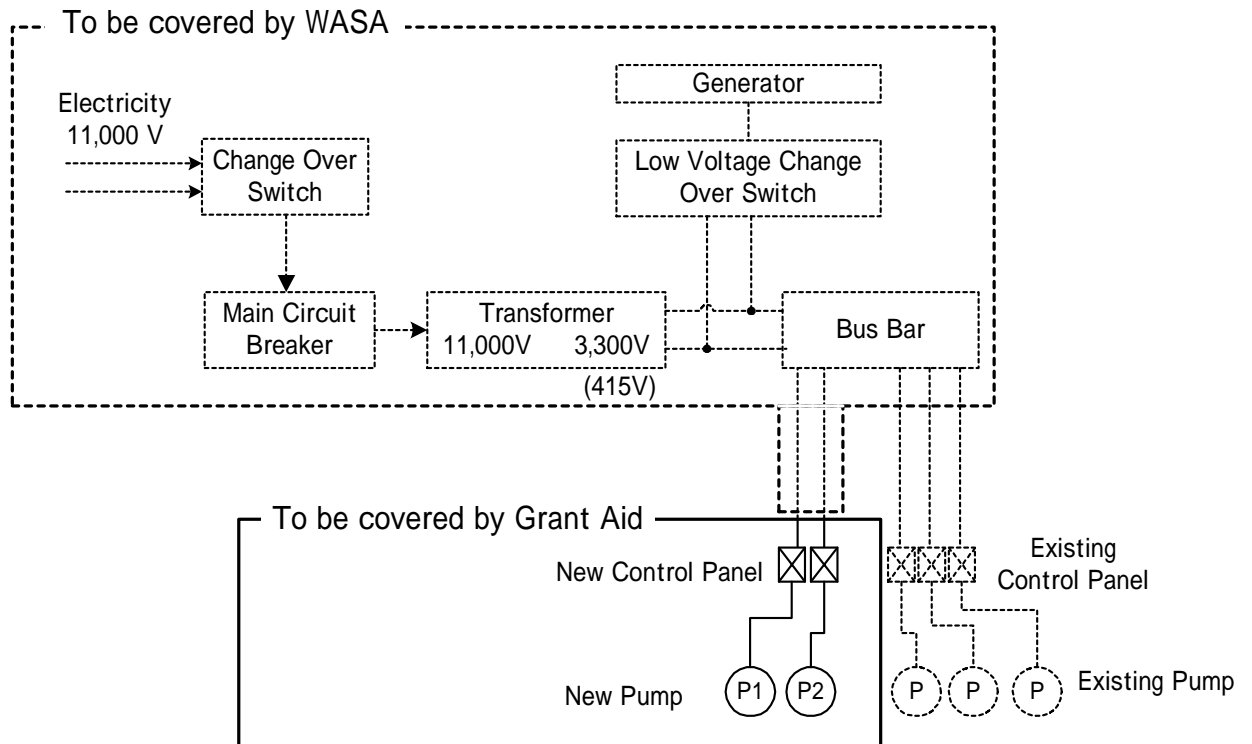 To be covered by WASA
Generator
Electricity
11,000 V
Change Over
Switch
Low Voltage Change
Over Switch
Main Circuit
Breaker
Transformer
11,000V 3,300V
(415V)
Bus Bar
To be covered by Grant Aid
New Control Panel
Existing
Control Panel
New Pump
P1
P2
P
P
P
Existing Pump